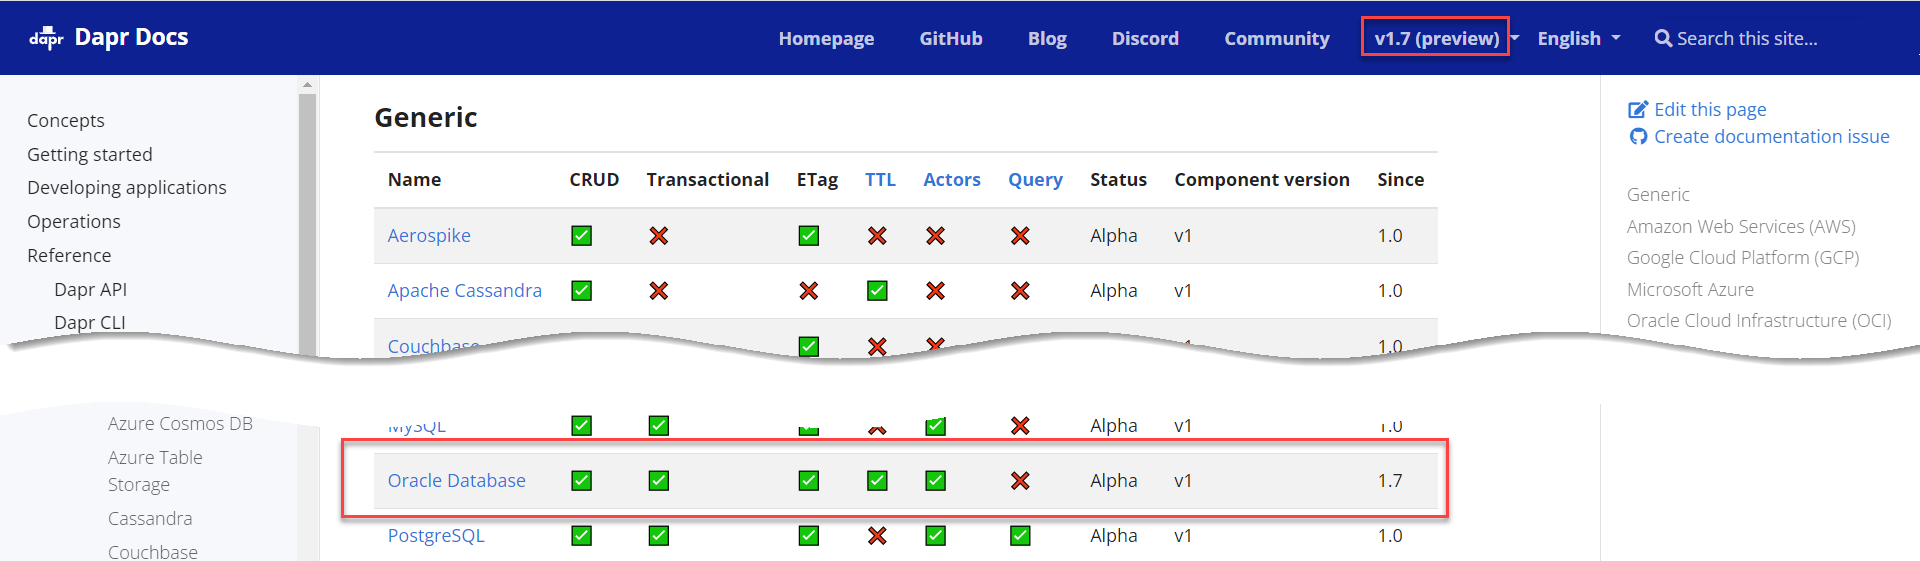 dapr Dapr Docs Homepage GitHub Blog Discord Community v1.7 (preview) English Search this site...
Concepts
Getting started
Developing applications
Operations
Reference
Dapr API
Dapr CLI
Azure Cosmos DB
Azure Table
Storage
Cassandra
Couchbase
Generic
Name CRUD Transactional ETag TTL Actors Query Status Component version Since
Aerospike ✅ ❌ ✅ ❌ ❌ ❌ Alpha v1 1.0
Apache Cassandra ✅ ❌ ❌ ✅ ❌ ❌ Alpha v1 1.0
Couchbase ✅ ❌ ❌ 1.0
MySQL ✅ ✅ ✅ ❌ ✅ ❌ Alpha v1 1.0
Oracle Database ✅ ✅ ✅ ✅ ✅ ❌ Alpha v1 1.7
PostgreSQL ✅ ✅ ✅ ❌ ✅ ✅ Alpha v1 1.0
Edit this page
Create documentation issue
Generic
Amazon Web Services (AWS)
Google Cloud Platform (GCP)
Microsoft Azure
Oracle Cloud Infrastructure (OCI)